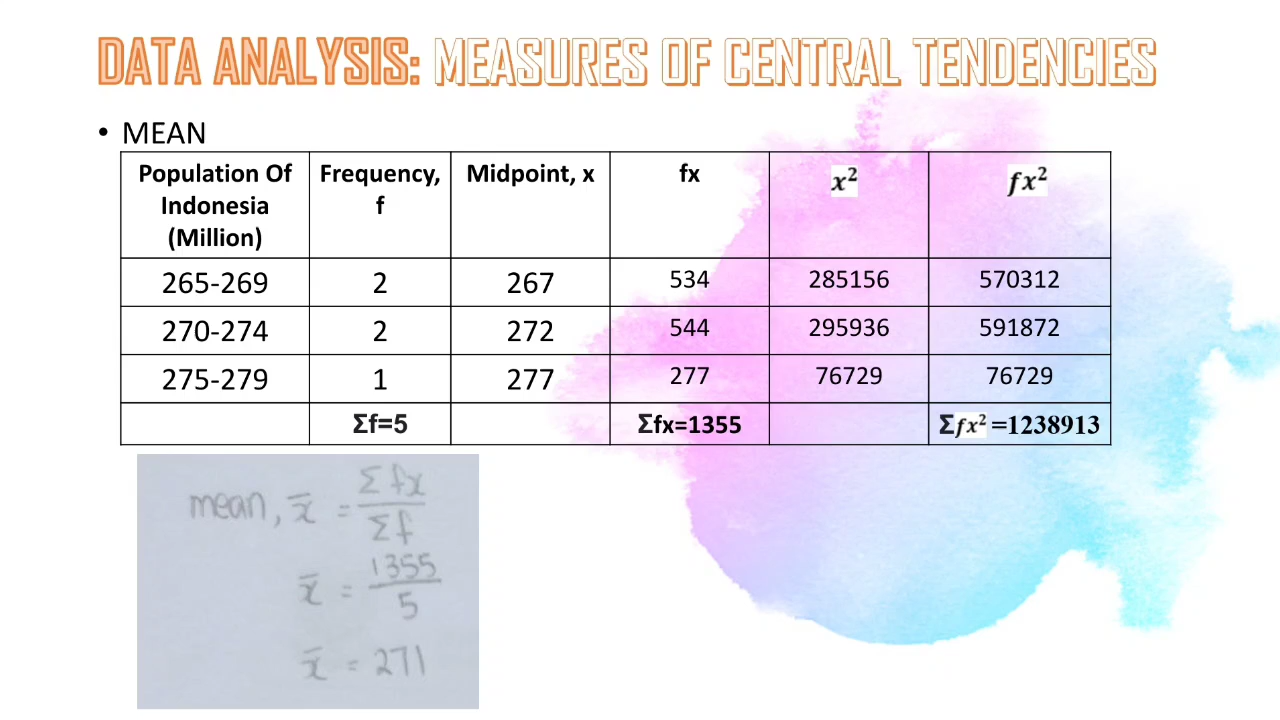 DATA ANALYSIS: MEASURES OF CENTRAL TENDENCIES
• MEAN
Population Of Indonesia (Million) Frequency, f Midpoint, x fx x² fx²
265-269 2 267 534 285156 570312
270-274 2 272 544 295936 591872
275-279 1 277 277 76729 76729
Σf=5 Σfx=1355 Σfx² =1238913
mean, x̄ = Σfx / Σf
x̄ = 1355 / 5
x̄ = 271